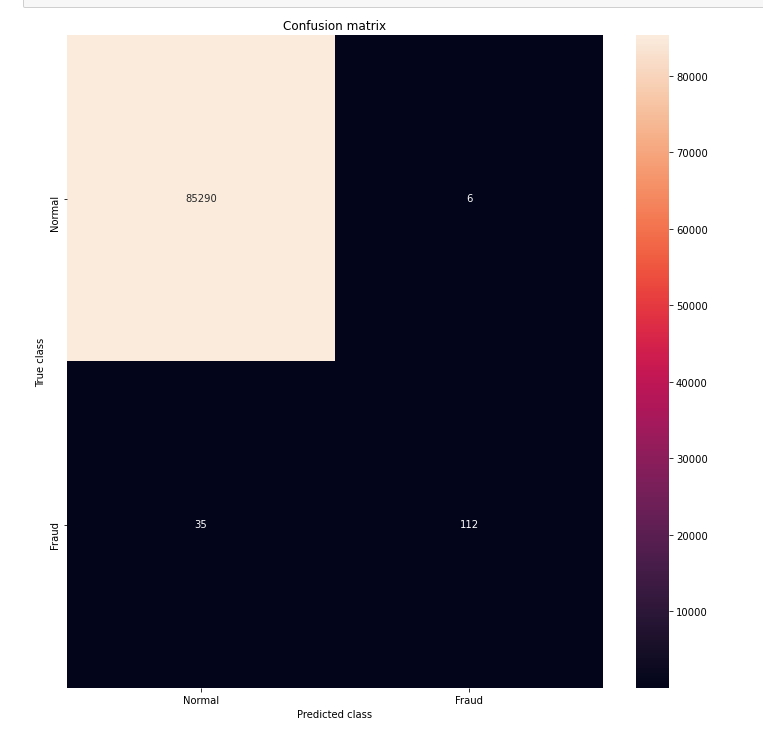 Confusion matrix
Normal
Fraud
True class
85290
6
35
112
Normal
Fraud
Predicted class
80000
70000
60000
50000
40000
30000
20000
10000